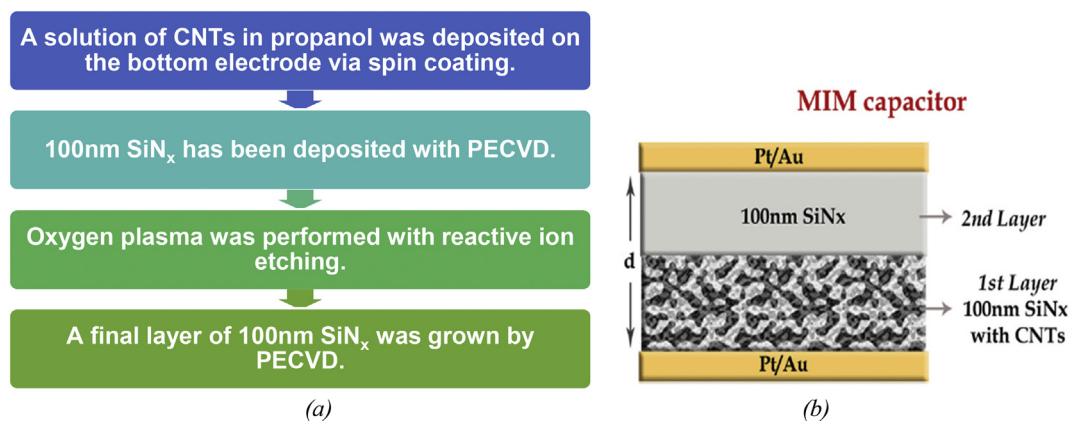 A solution of CNTs in propanol was deposited on
the bottom electrode via spin coating.
100nm SiNx has been deposited with PECVD.
Oxygen plasma was performed with reactive ion
etching.
A final layer of 100nm SiNx was grown by
PECVD.
(a)
MIM capacitor
Pt/Au
100nm SiNx
2nd Layer
d
1st Layer
100nm SiNx
with CNTs
Pt/Au
(b)